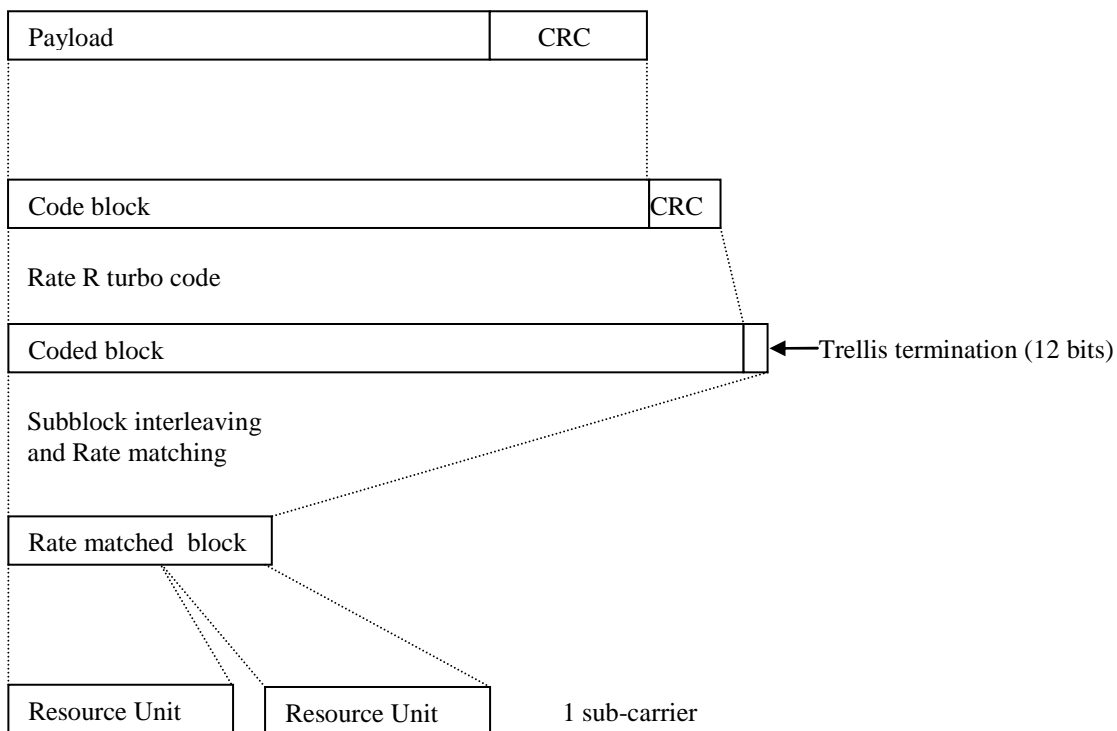 Payload CRC
Code block CRC
Rate R turbo code
Coded block Trellis termination (12 bits)
Subblock interleaving
and Rate matching
Rate matched block
Resource Unit Resource Unit 1 sub-carrier